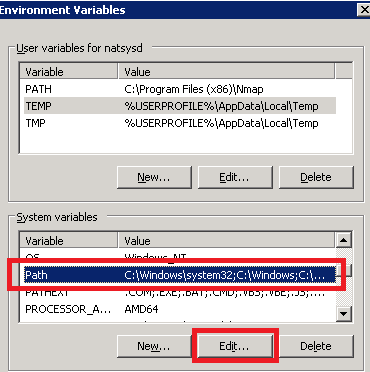 Environment Variables
User variables for natsysd
Variable Value
PATH C:\Program Files (x86)\Nmap
TEMP %USERPROFILE%\AppData\Local\Temp
TMP %USERPROFILE%\AppData\Local\Temp
New... Edit... Delete
System variables
Variable Value
OS Windows_NT
Path C:\Windows\system32;C:\Windows;C:\...
PATHEXT .COM;.EXE;.BAT;.CMD;.VBS;.VBE;.JS;....
PROCESSOR_A... AMD64
New... Edit... Delete